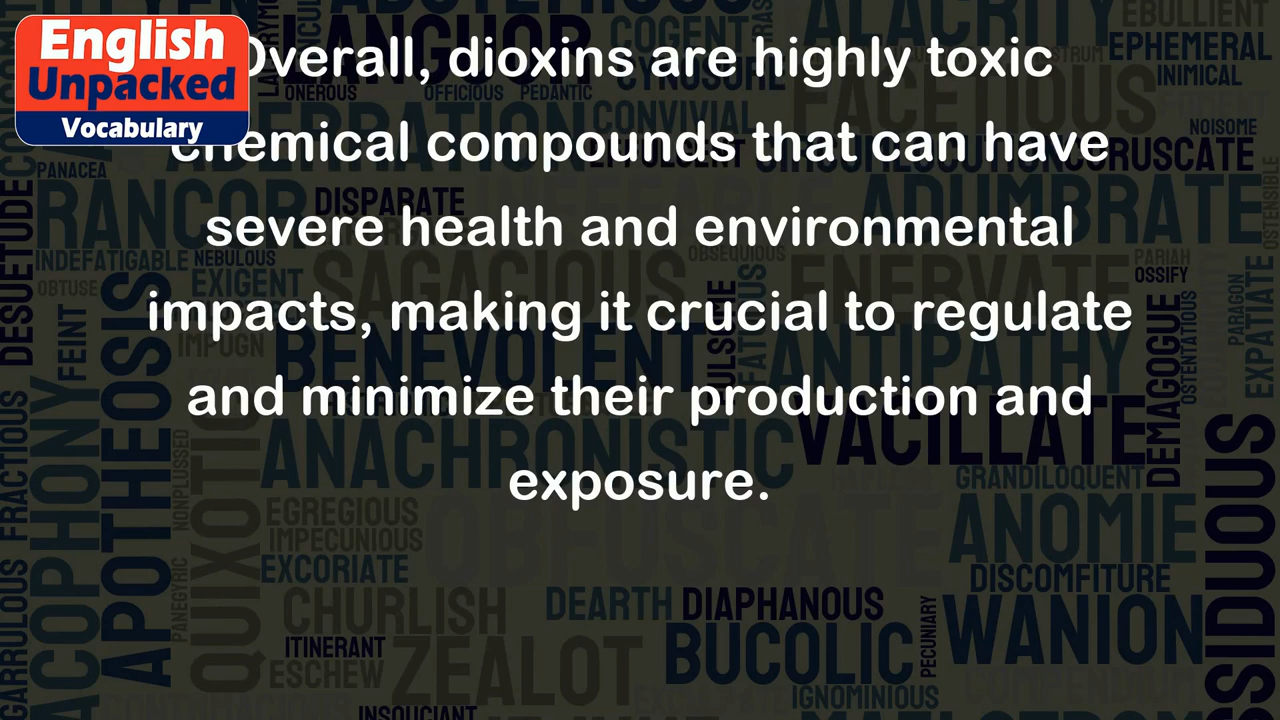 English
Unpacked
Vocabulary
Overall, dioxins are highly toxic
chemical compounds that can have
severe health and environmental
impacts, making it crucial to regulate
and minimize their production and
exposure.
COGENT
ALACRITY
EBULLIENT
EPHEMERAL
INIMICAL
ONEROUS
OFFICIOUS
PEDANTIC
CYNOSURE
FACETIOUS
CONVIVIAL
NOISOME
CORUSCATE
PANACEA
RANCOR
DISPARATE
ADUMBRATE
OSTENSIBLE
DESUETUDE
INDEFATIGABLE
NEBULOUS
OBSEQUIOUS
PARIAH
OBTUSE
EXIGENT
SAGACIOUS
ENERVATE
OSSIFY
FEINT
APOTHEOSIS
IMPUGN
BENEVOLENT
ANTIPATHY
DEMAGOGUE
OSTENTATIOUS
PARAGON
EXPATIATE
FRACTIOUS
ANACHRONISTIC
VACILLATE
GRANDILOQUENT
NONPLUSSED
QUIXOTIC
EGREGIOUS
IMPECUNIOUS
OBFUSCATE
ANOMIE
EXCORIATE
DISCOMFITURE
GARRULOUS
PANEGYRIC
CHURLISH
DEARTH
DIAPHANOUS
PECUNIARY
WANION
ITINERANT
ESCHEW
ZEALOT
BUCOLIC
IGNOMINIOUS
INSOUCIANT